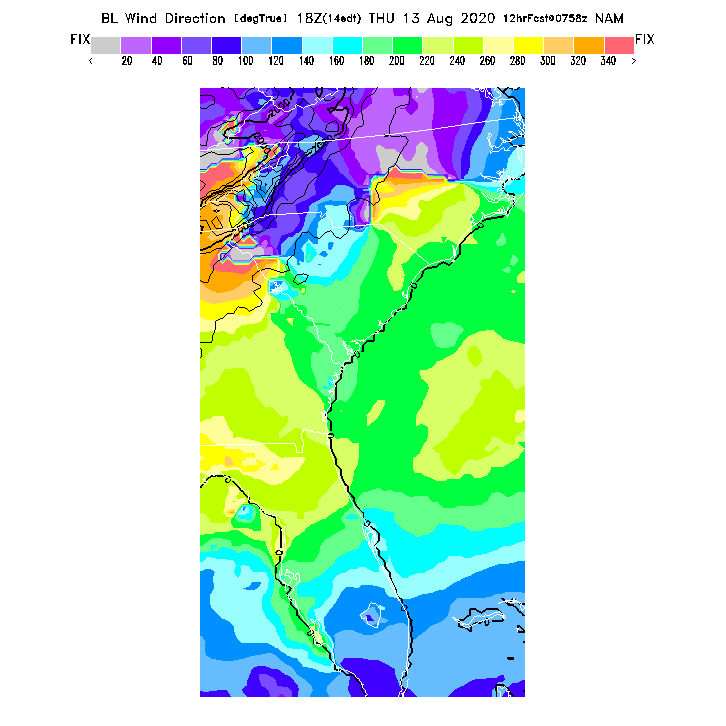 BL Wind Direction [degTrue] 18Z(14edt) THU 13 Aug 2020 12hrFcst@0758z NAM
FIX FIX
< 20 40 60 80 100 120 140 160 180 200 220 240 260 280 300 320 340 >